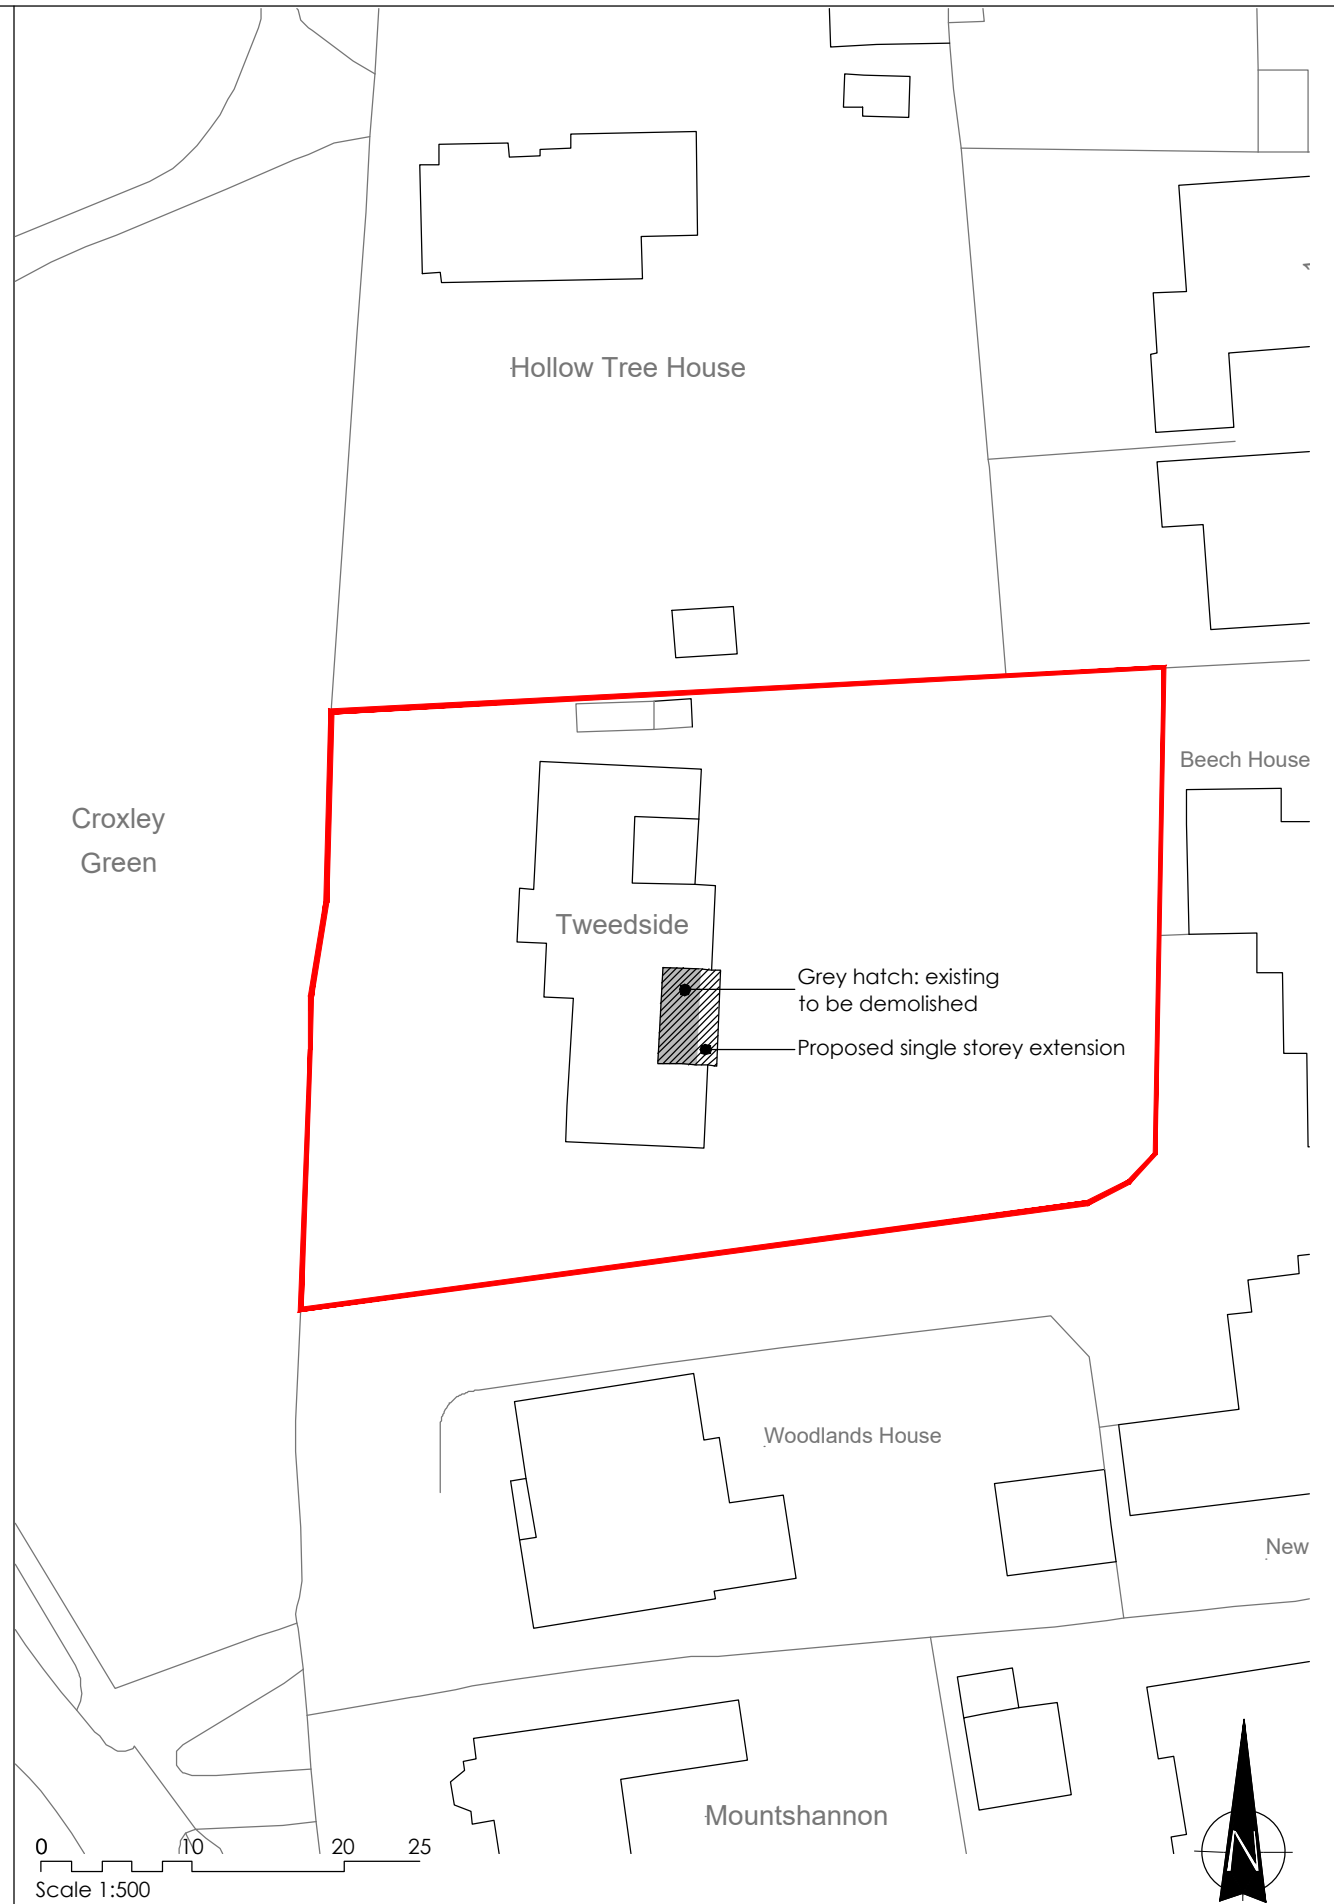 Hollow Tree House
Beech House
Croxley
Green
Tweedside
Grey hatch: existing
to be demolished
Proposed single storey extension
Woodlands House
New
Mountshannon
0 10 20 25
Scale 1:500
N